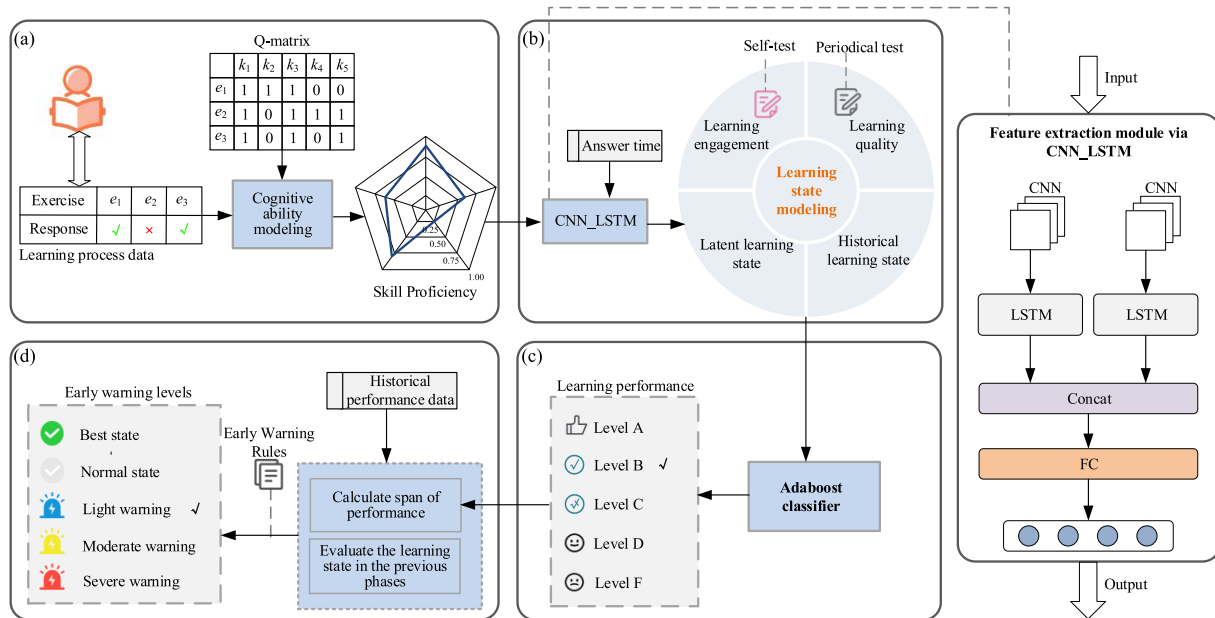 (a)
Q-matrix
k1 k2 k3 k4 k5
e1 1 1 1 0 0
e2 1 0 1 1 1
e3 1 0 1 0 1
Exercise e1 e2 e3
Response √ × √
Learning process data
Cognitive
ability
modeling
0.25
0.50
0.75
1.00
Skill Proficiency
(b)
Self-test
Periodical test
Answer time
CNN_LSTM
Learning
engagement
Learning
quality
Learning
state
modeling
Latent learning
state
Historical
learning state
Input
Feature extraction module via
CNN_LSTM
CNN
CNN
LSTM
LSTM
Concat
FC
Output
(c)
Learning performance
Level A
Level B √
Level C
Level D
Level F
Adaboost
classifier
(d)
Early warning levels
Best state
Normal state
Light warning √
Moderate warning
Severe warning
Early Warning
Rules
Historical
performance data
Calculate span of
performance
Evaluate the learning
state in the previous
phases